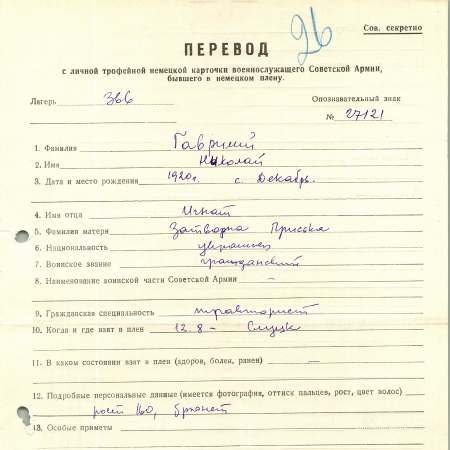 Сов. секретно
26
ПЕРЕВОД
с личной трофейной немецкой карточки военнослужащего Советской Армии,
бывшего в немецком плену.
Лагерь 366 Опознавательный знак
№ 27121
1. Фамилия
2. Имя Николай
3. Дата и место рождения 1920г. с. Декабрь.
4. Имя отца Игнат
5. Фамилия матери Приська
6. Национальность украинец
7. Воинское звание гражданский
8. Наименование воинской части Советской Армии —
9. Гражданская специальность тракторист
10. Когда и где взят в плен 12.8 — Слуцк
11. В каком состоянии взят в плен (здоров, болен, ранен) —
12. Подробные персональные данные (имеется фотография, оттиск пальцев, рост, цвет волос)
рост 160, брюнет
13. Особые приметы